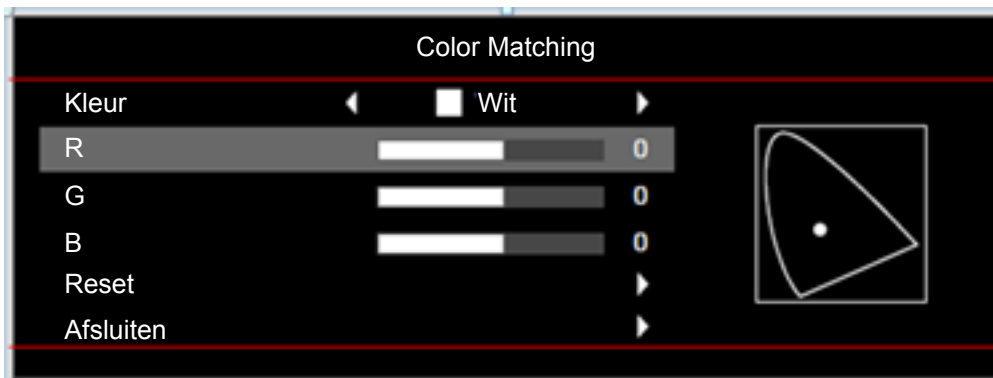 Color Matching
Kleur Wit
R 0
G 0
B 0
Reset
Afsluiten